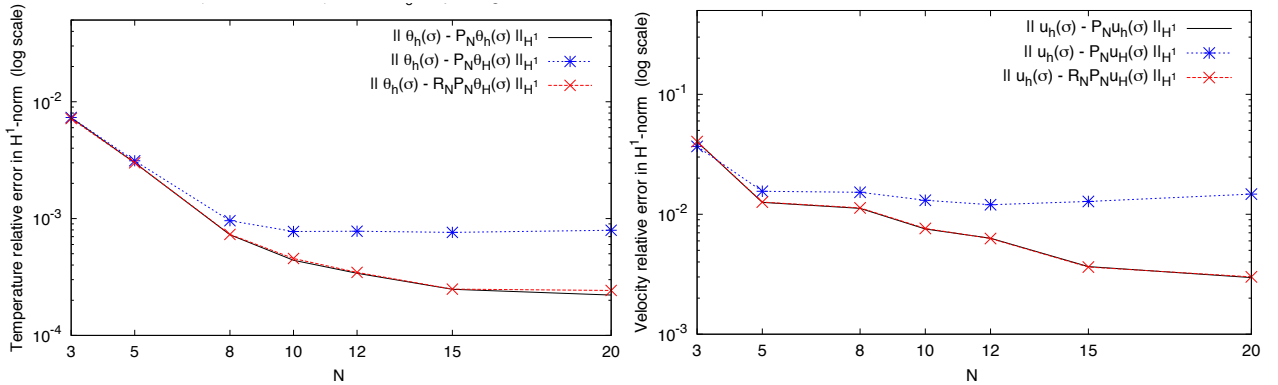 || θh(σ) - PNθh(σ) ||H¹
|| θh(σ) - PNθH(σ) ||H¹
|| θh(σ) - RNPNθH(σ) ||H¹
Temperature relative error in H¹-norm (log scale)
10⁻²
10⁻³
10⁻⁴
3 5 8 10 12 15 20
N
|| uh(σ) - PNuh(σ) ||H¹
|| uh(σ) - PNuH(σ) ||H¹
|| uh(σ) - RNPNuH(σ) ||H¹
Velocity relative error in H¹-norm (log scale)
10⁻¹
10⁻²
10⁻³
3 5 8 10 12 15 20
N